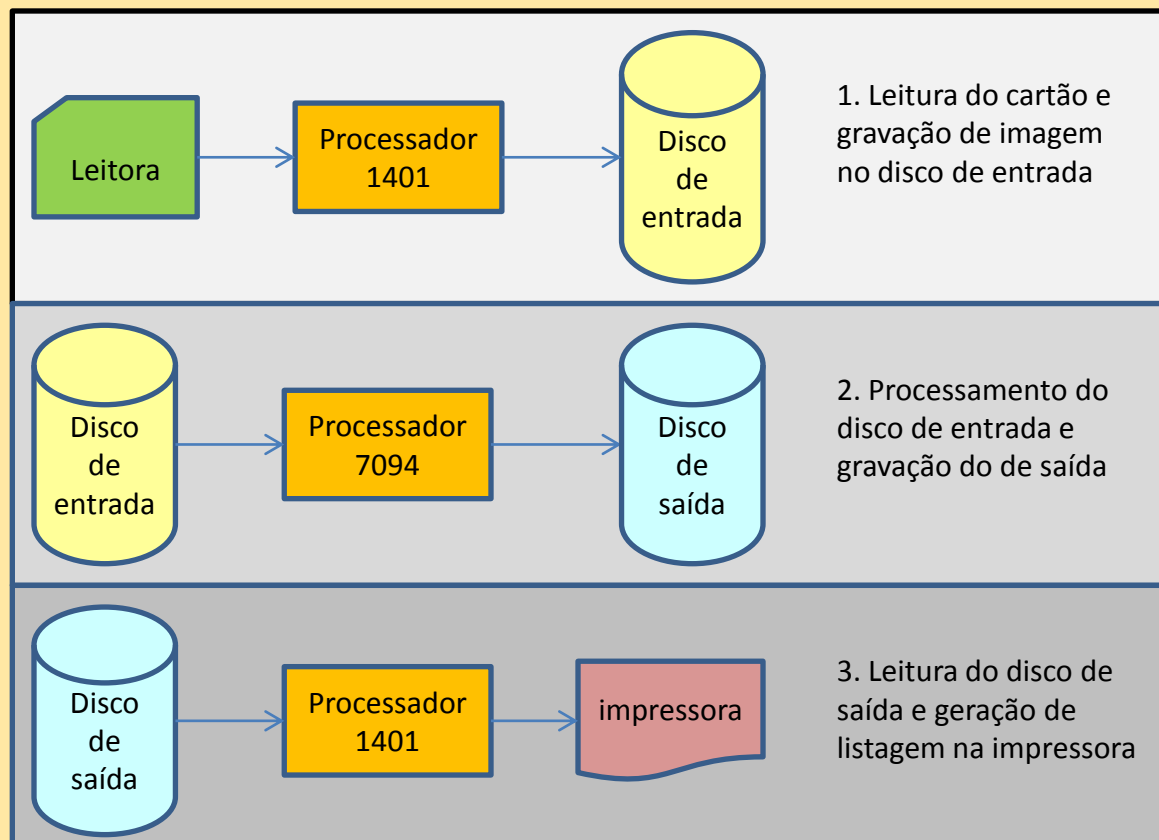 Leitora
Processador
1401
Disco
de
entrada
1. Leitura do cartão e
gravação de imagem
no disco de entrada
Disco
de
entrada
Processador
7094
Disco
de
saída
2. Processamento do
disco de entrada e
gravação do de saída
Disco
de
saída
Processador
1401
impressora
3. Leitura do disco de
saída e geração de
listagem na impressora